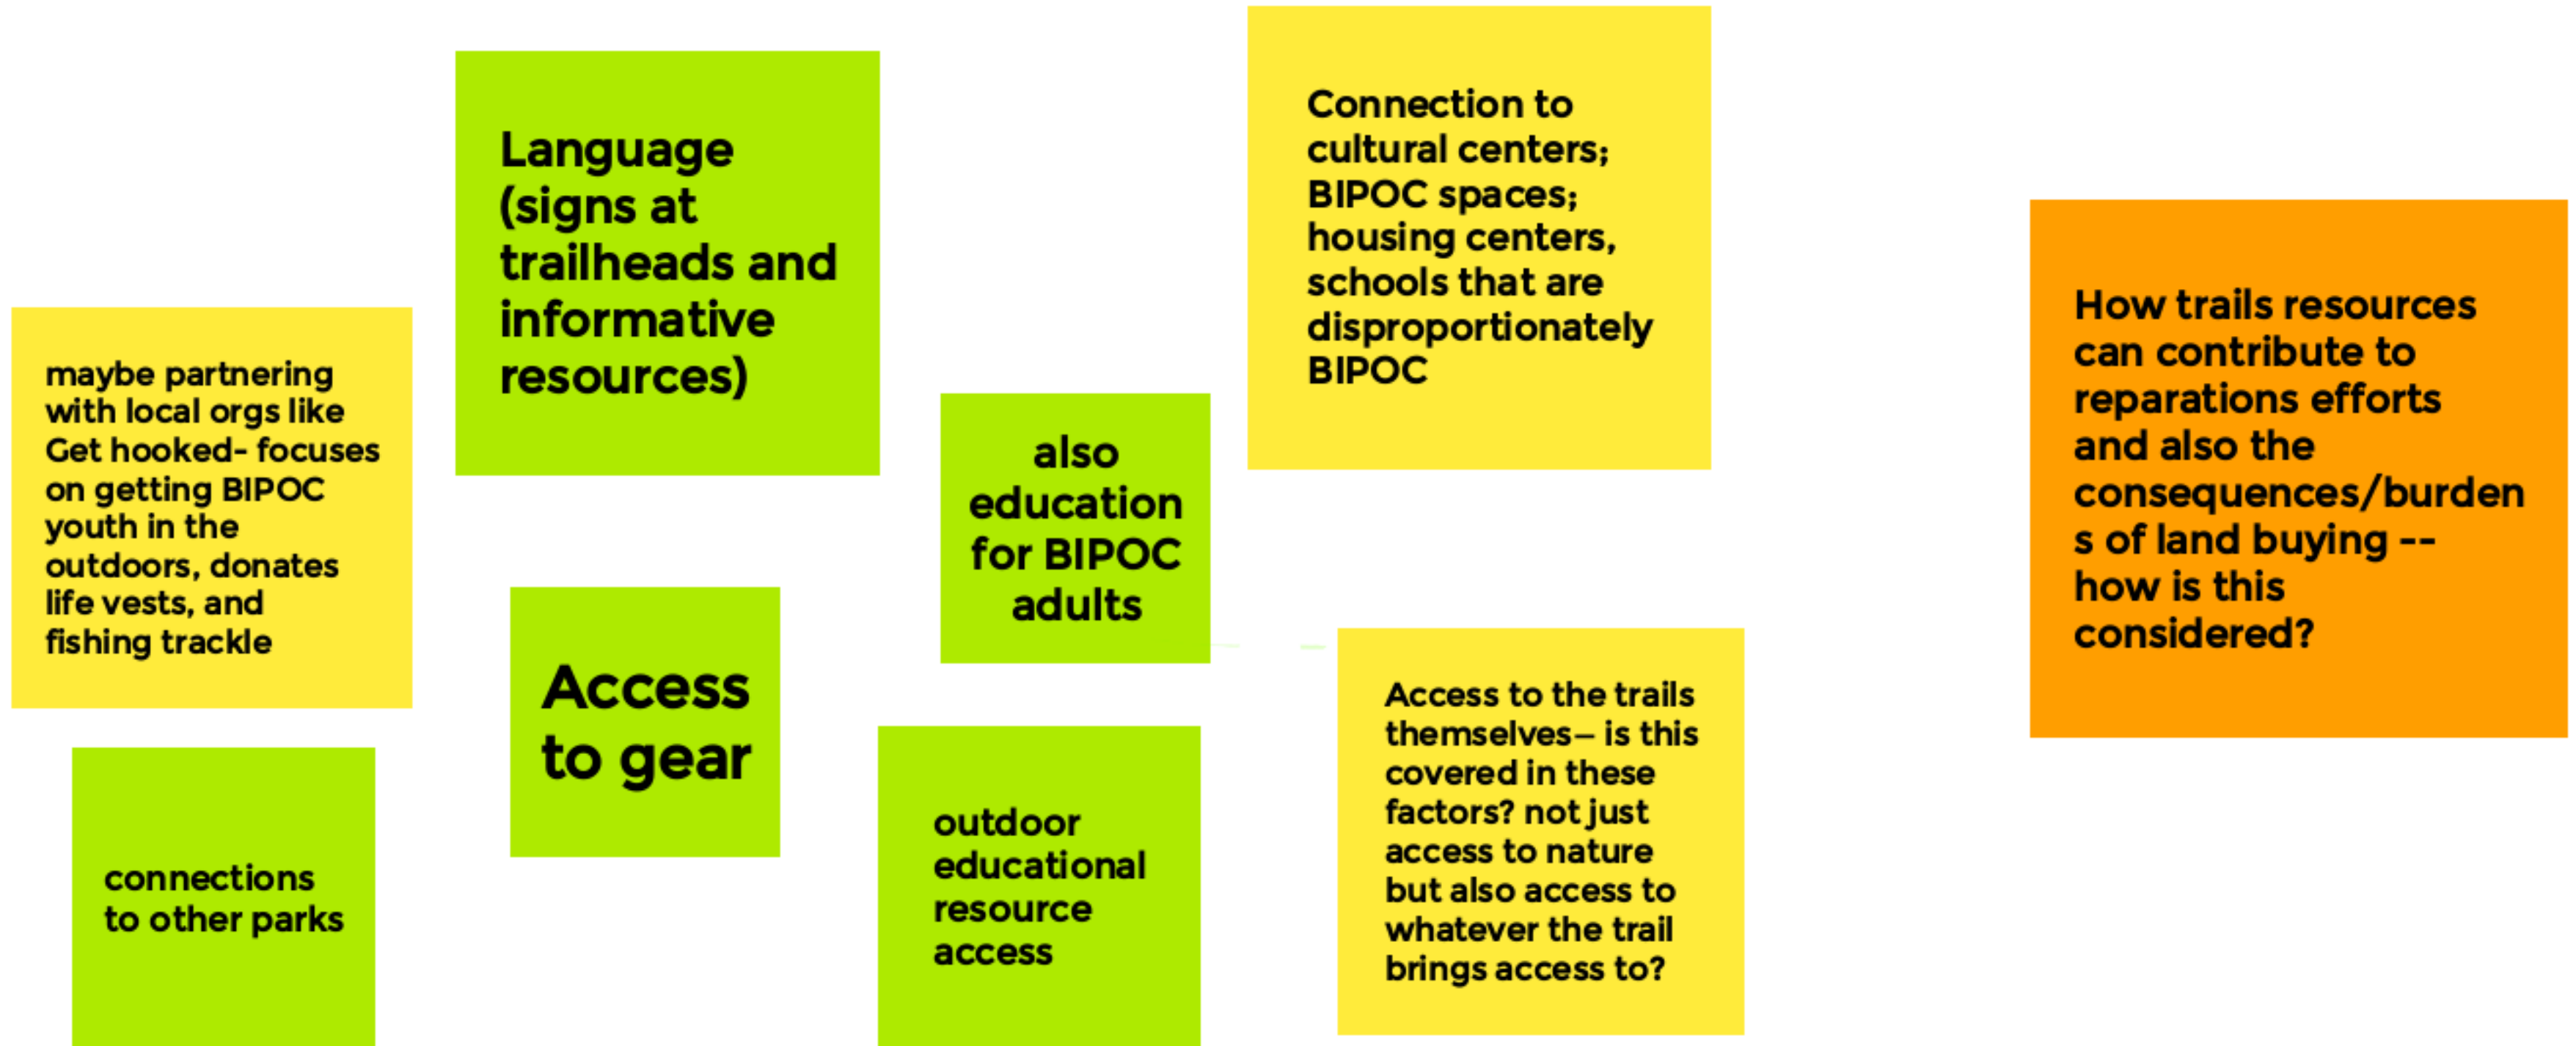 maybe partnering
with local orgs like
Get hooked- focuses
on getting BIPOC
youth in the
outdoors, donates
life vests, and
fishing trackle
connections
to other parks
Language
(signs at
trailheads and
informative
resources)
Access
to gear
also
education
for BIPOC
adults
outdoor
educational
resource
access
Connection to
cultural centers;
BIPOC spaces;
housing centers,
schools that are
disproportionately
BIPOC
Access to the trails
themselves– is this
covered in these
factors? not just
access to nature
but also access to
whatever the trail
brings access to?
How trails resources
can contribute to
reparations efforts
and also the
consequences/burden
s of land buying --
how is this
considered?